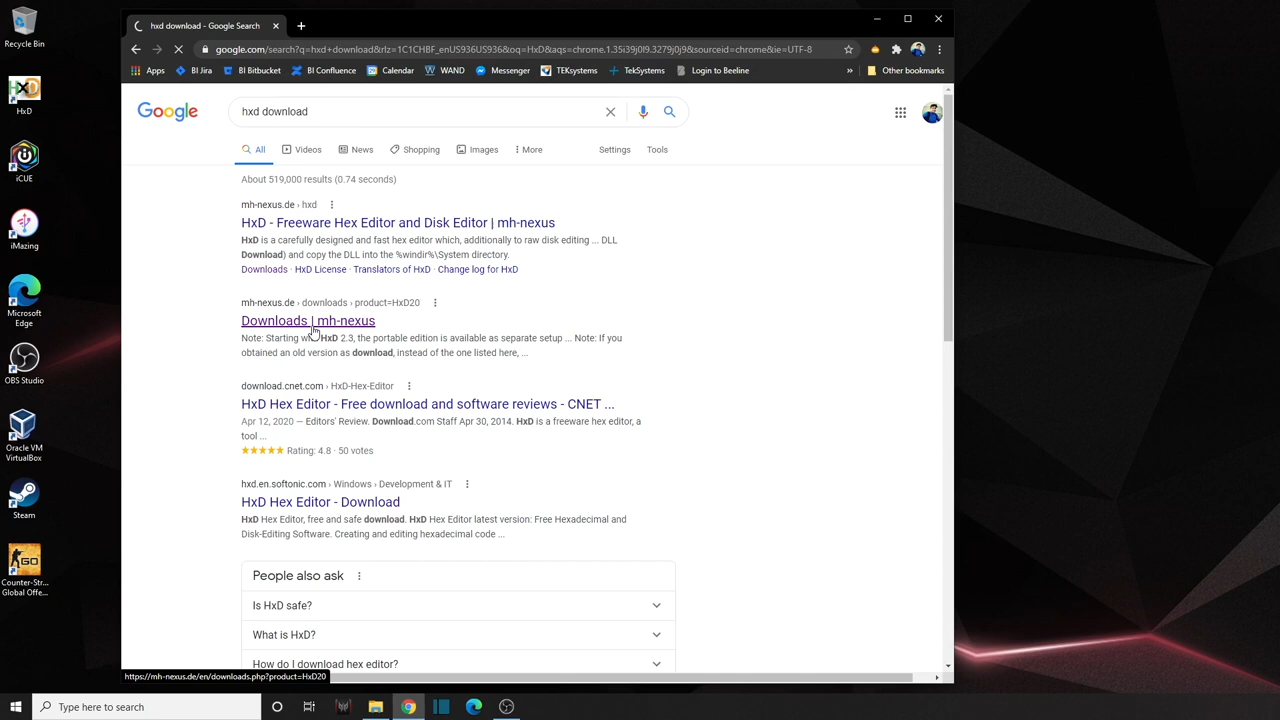 Recycle Bin
HxD
iCUE
iMazing
Microsoft
Edge
OBS Studio
Oracle VM
VirtualBox
Steam
Counter-Str...
Global Offe...
hxd download - Google Search
google.com/search?q=hxd+download&rlz=1C1CHBF_enUS936US936&oq=HxD&aqs=chrome.1.35i39j0l9.3279j0j9&sourceid=chrome&ie=UTF-8
Apps BI Jira BI Bitbucket BI Confluence Calendar WAND Messenger TEKsystems TekSystems Login to Beeline » Other bookmarks
Google hxd download
All Videos News Shopping Images More Settings Tools
About 519,000 results (0.74 seconds)
mh-nexus.de › hxd
HxD - Freeware Hex Editor and Disk Editor | mh-nexus
HxD is a carefully designed and fast hex editor which, additionally to raw disk editing ... DLL
Download) and copy the DLL into the %windir%\System directory.
Downloads · HxD License · Translators of HxD · Change log for HxD
mh-nexus.de › downloads › product=HxD20
Downloads | mh-nexus
Note: Starting HxD 2.3, the portable edition is available as separate setup ... Note: If you
obtained an old version as download, instead of the one listed here, ...
download.cnet.com › HxD-Hex-Editor
HxD Hex Editor - Free download and software reviews - CNET ...
Apr 12, 2020 — Editors' Review. Download.com Staff Apr 30, 2014. HxD is a freeware hex editor, a
tool ...
Rating: 4.8 · 50 votes
hxd.en.softonic.com › Windows › Development & IT
HxD Hex Editor - Download
HxD Hex Editor, free and safe download. HxD Hex Editor latest version: Free Hexadecimal and
Disk-Editing Software. Creating and editing hexadecimal code ...
People also ask
Is HxD safe?
What is HxD?
How do I download hex editor?
https://mh-nexus.de/en/downloads.php?product=HxD20
Type here to search